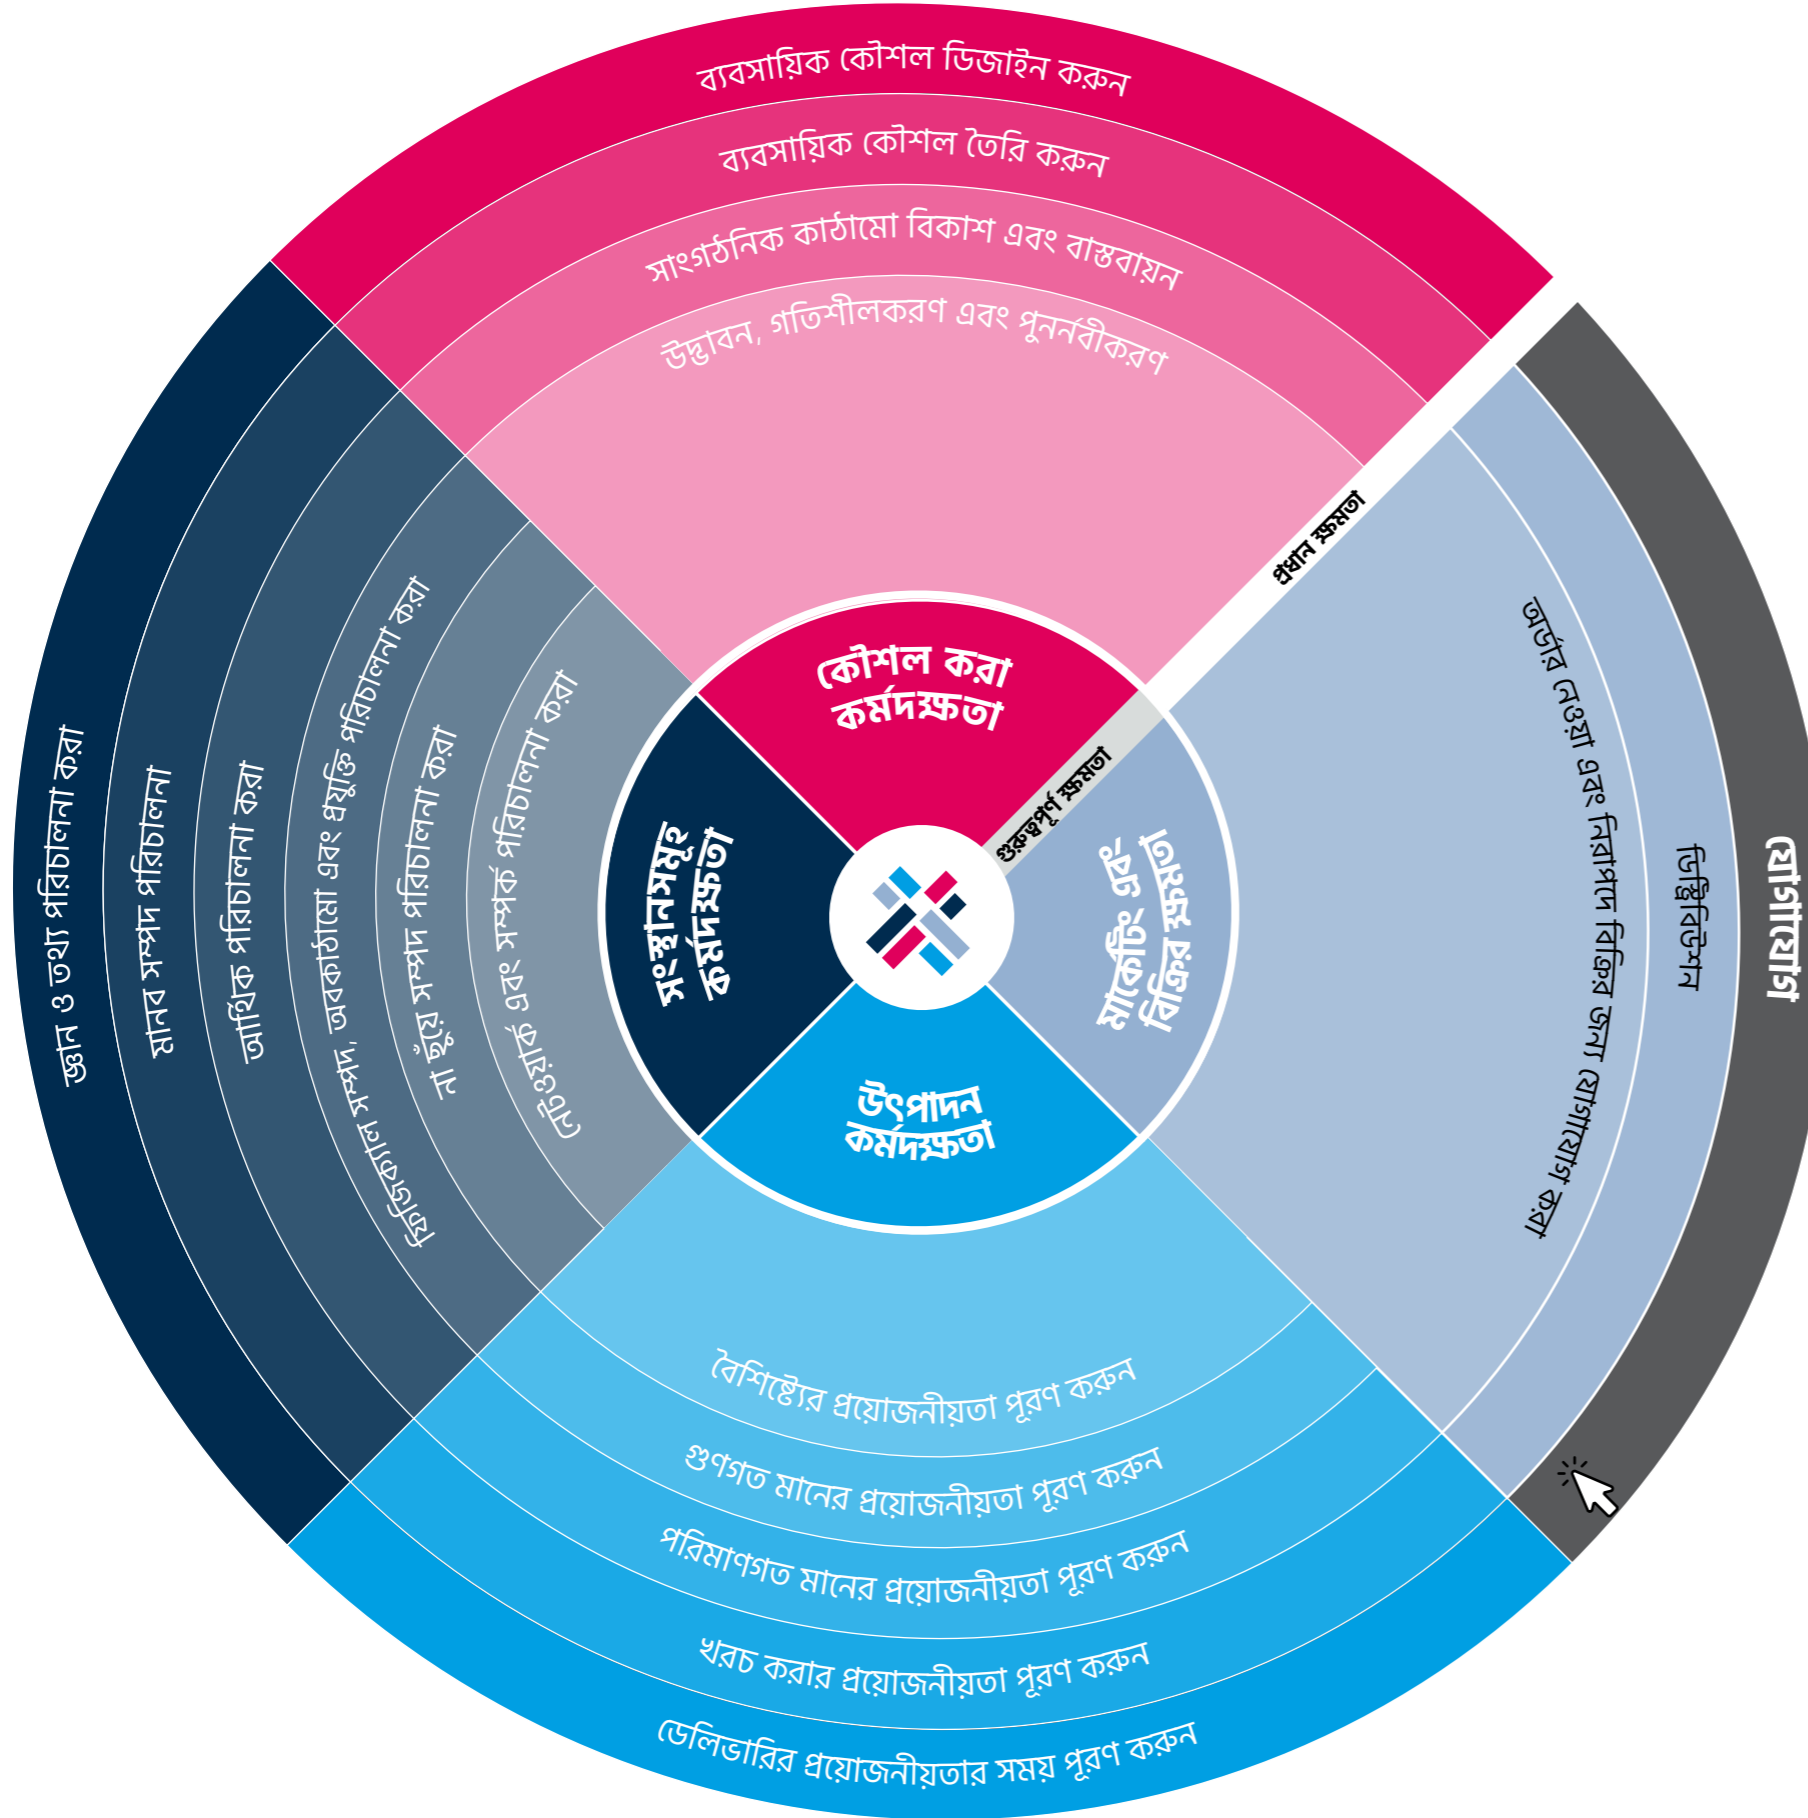 ব্যবসায়িক কৌশল ডিজাইন করুন
ব্যবসায়িক কৌশল তৈরি করুন
সাংগঠনিক কাঠামো বিকাশ এবং বাস্তবায়ন
উদ্ভাবন, গতিশীলকরণ এবং পুনর্নবীকরণ
কৌশল করা
কর্মদক্ষতা
প্রধান ক্ষমতা
গুরুত্বপূর্ণ ক্ষমতা
মার্কেটিং এবং
বিক্রির ক্ষমতা
অর্ডার নেওয়া এবং নিরাপদে বিক্রির জন্য যোগাযোগ করা
ডিস্ট্রিবিউশন
যোগাযোগ
জ্ঞান ও তথ্য পরিচালনা করা
মানব সম্পদ পরিচালনা
আর্থিক পরিচালনা করা
ফিজিক্যাল সম্পদ, অবকাঠামো এবং প্রযুক্তি পরিচালনা করা
না ছুঁয়ে সম্পদ পরিচালনা করা
নেটওয়ার্ক এবং সম্পর্ক পরিচালনা করা
সংস্থানসমূহ
কর্মদক্ষতা
উৎপাদন
কর্মদক্ষতা
বৈশিষ্ট্যের প্রয়োজনীয়তা পূরণ করুন
গুণগত মানের প্রয়োজনীয়তা পূরণ করুন
পরিমাণগত মানের প্রয়োজনীয়তা পূরণ করুন
খরচ করার প্রয়োজনীয়তা পূরণ করুন
ডেলিভারির প্রয়োজনীয়তার সময় পূরণ করুন